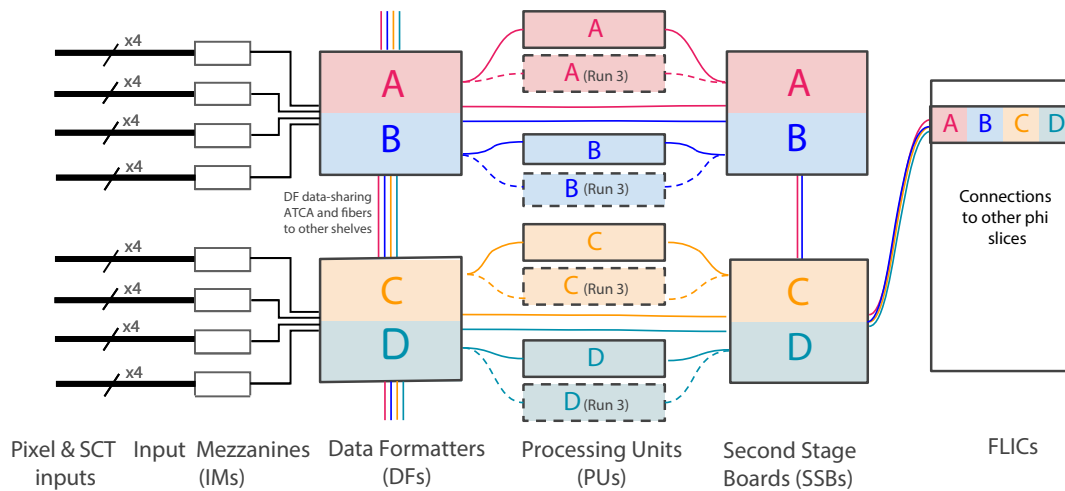 x4
x4
x4
x4
A
B
A
A (Run 3)
B
B (Run 3)
A
B
A B C D
Connections
to other phi
slices
DF data-sharing
ATCA and fibers
to other shelves
x4
x4
x4
x4
C
D
C
C (Run 3)
D
D (Run 3)
C
D
Pixel & SCT
inputs
Input Mezzanines
(IMs)
Data Formatters
(DFs)
Processing Units
(PUs)
Second Stage
Boards (SSBs)
FLICs